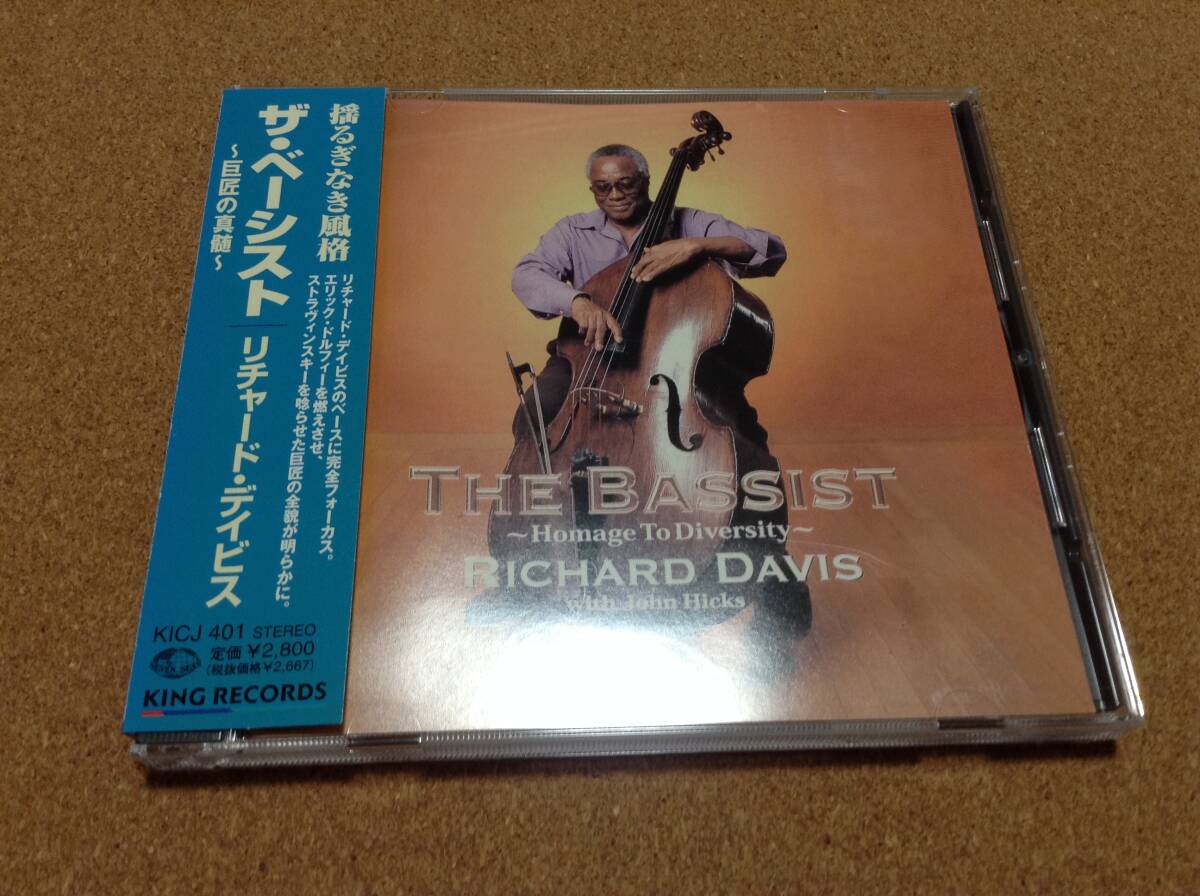 揺るぎなき風格
リチャード・デイビスのベースに完全フォーカス。
エリック・ドルフィーを燃えさせ、
ストラヴィンスキーを唸らせた巨匠の全貌が明らかに。
ザ・ベーシスト
～巨匠の真髄～
リチャード・デイビス
KICJ 401 STEREO
定価 ¥2,800
(税抜価格¥2,667)
SEVEN SEAS
KING RECORDS
THE BASSIST
～Homage To Diversity～
RICHARD DAVIS
with John Hicks